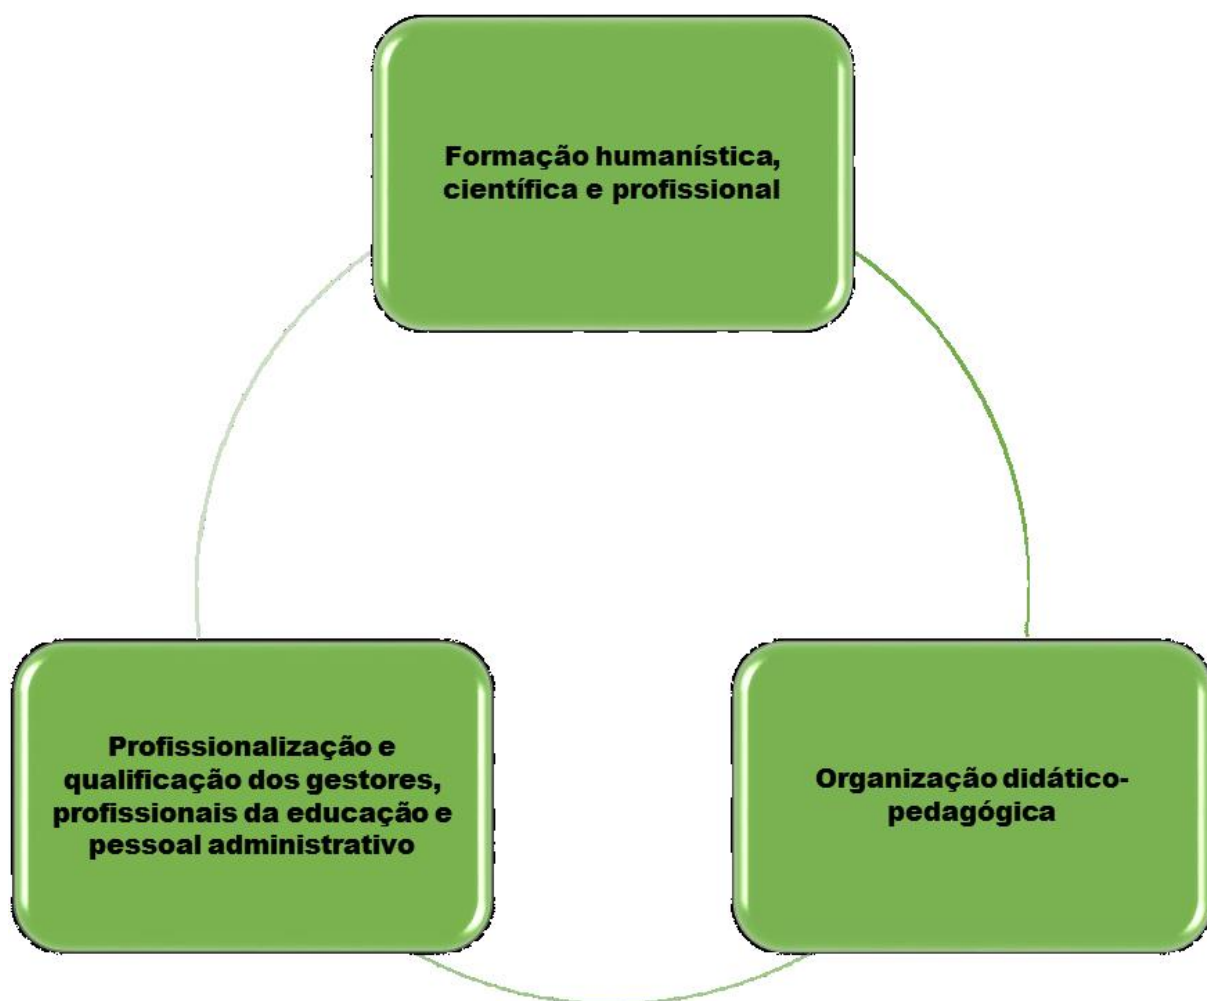 Formação humanística,
científica e profissional
Profissionalização e
qualificação dos gestores,
profissionais da educação e
pessoal administrativo
Organização didático-
pedagógica